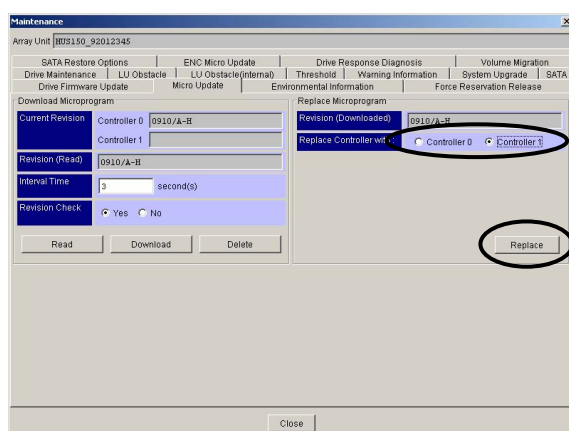 Maintenance
Array Unit HUS150_92012345
SATA Restore Options ENC Micro Update Drive Response Diagnosis Volume Migration
Drive Maintenance LU Obstacle LU Obstacle(internal) Threshold Warning Information System Upgrade SATA
Drive Firmware Update Micro Update Environmental Information Force Reservation Release
Download Microprogram
Current Revision Controller 0 0910/A-H
Controller 1
Revision (Read) 0910/A-H
Interval Time 3 second(s)
Revision Check Yes No
Read Download Delete
Replace Microprogram
Revision (Downloaded) 0910/A-H
Replace Controller with : Controller 0 Controller 1
Replace
Close